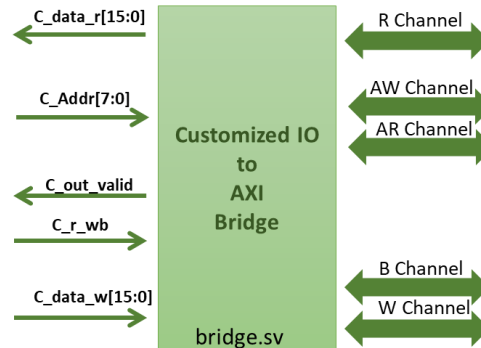 C_data_r[15:0]
C_Addr[7:0]
C_out_valid
C_r_wb
C_data_w[15:0]
Customized IO
to
AXI
Bridge
bridge.sv
R Channel
AW Channel
AR Channel
B Channel
W Channel